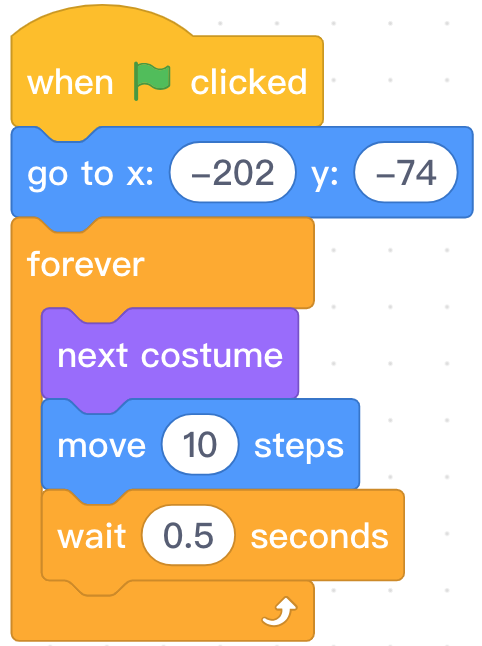 when clicked
go to x: –202 y: –74
forever
next costume
move 10 steps
wait 0.5 seconds